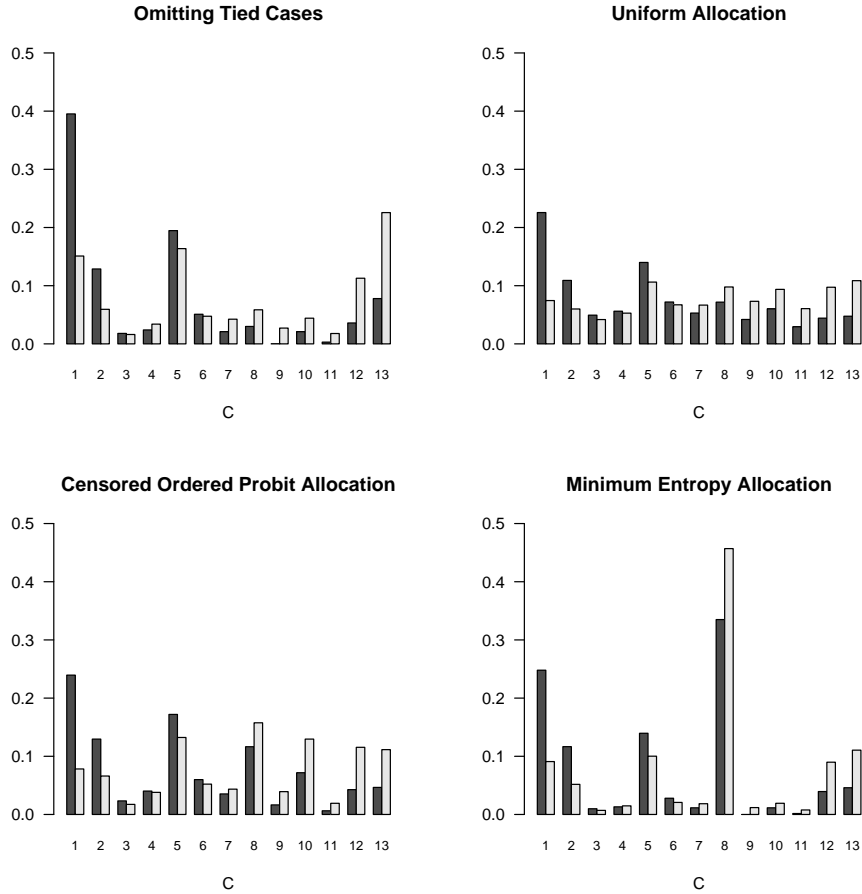 Omitting Tied Cases
0.5
0.4
0.3
0.2
0.1
0.0
1 2 3 4 5 6 7 8 9 10 11 12 13
C
Uniform Allocation
0.5
0.4
0.3
0.2
0.1
0.0
1 2 3 4 5 6 7 8 9 10 11 12 13
C
Censored Ordered Probit Allocation
0.5
0.4
0.3
0.2
0.1
0.0
1 2 3 4 5 6 7 8 9 10 11 12 13
C
Minimum Entropy Allocation
0.5
0.4
0.3
0.2
0.1
0.0
1 2 3 4 5 6 7 8 9 10 11 12 13
C